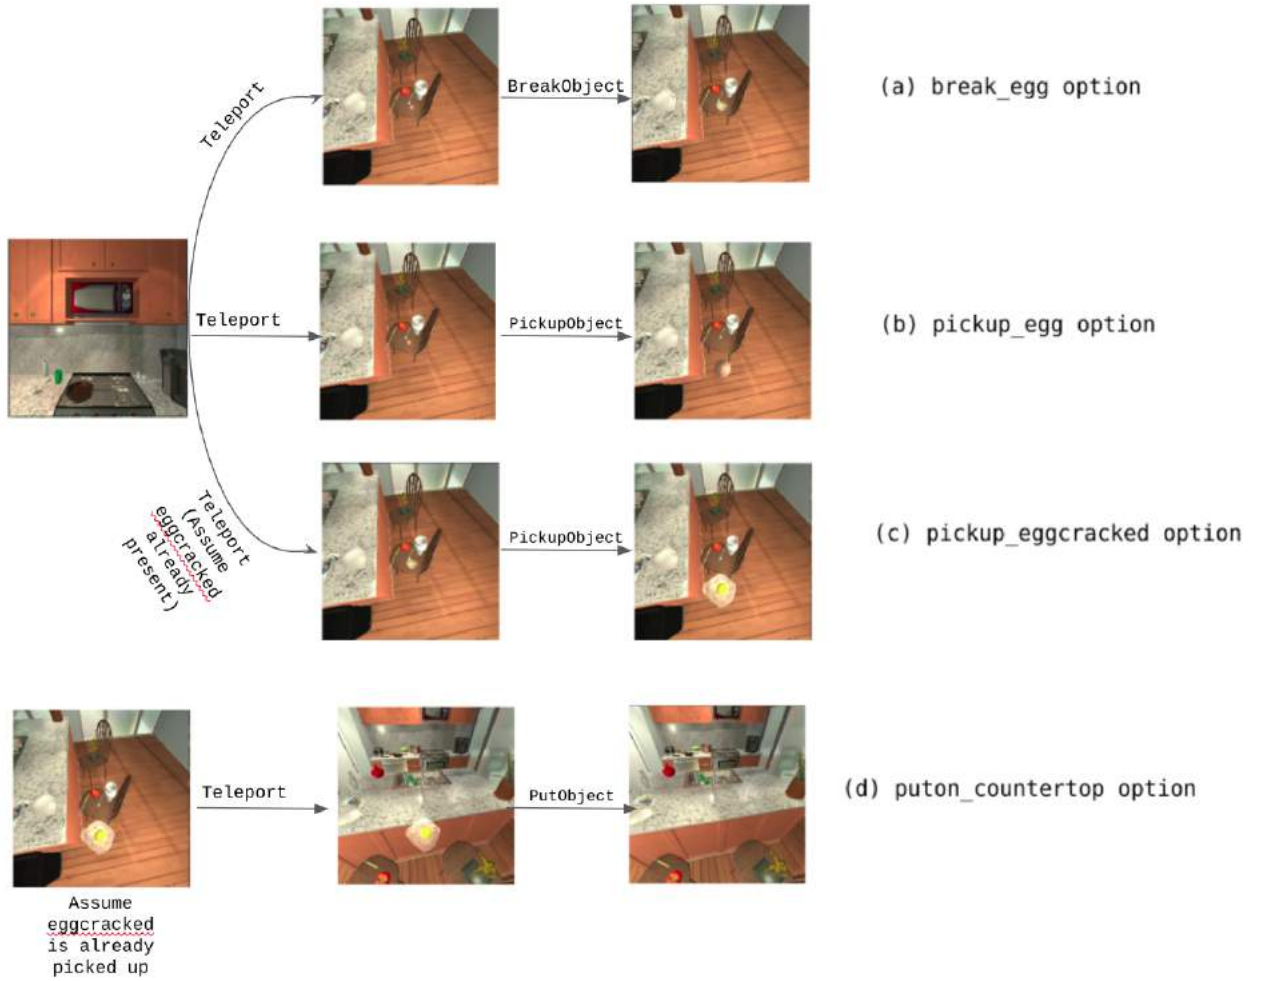 Teleport
BreakObject
(a) break_egg option
Teleport
PickupObject
(b) pickup_egg option
Teleport
(Assume
eggcracked
already
present)
PickupObject
(c) pickup_eggcracked option
Teleport
PutObject
(d) puton_countertop option
Assume
eggcracked
is already
picked up